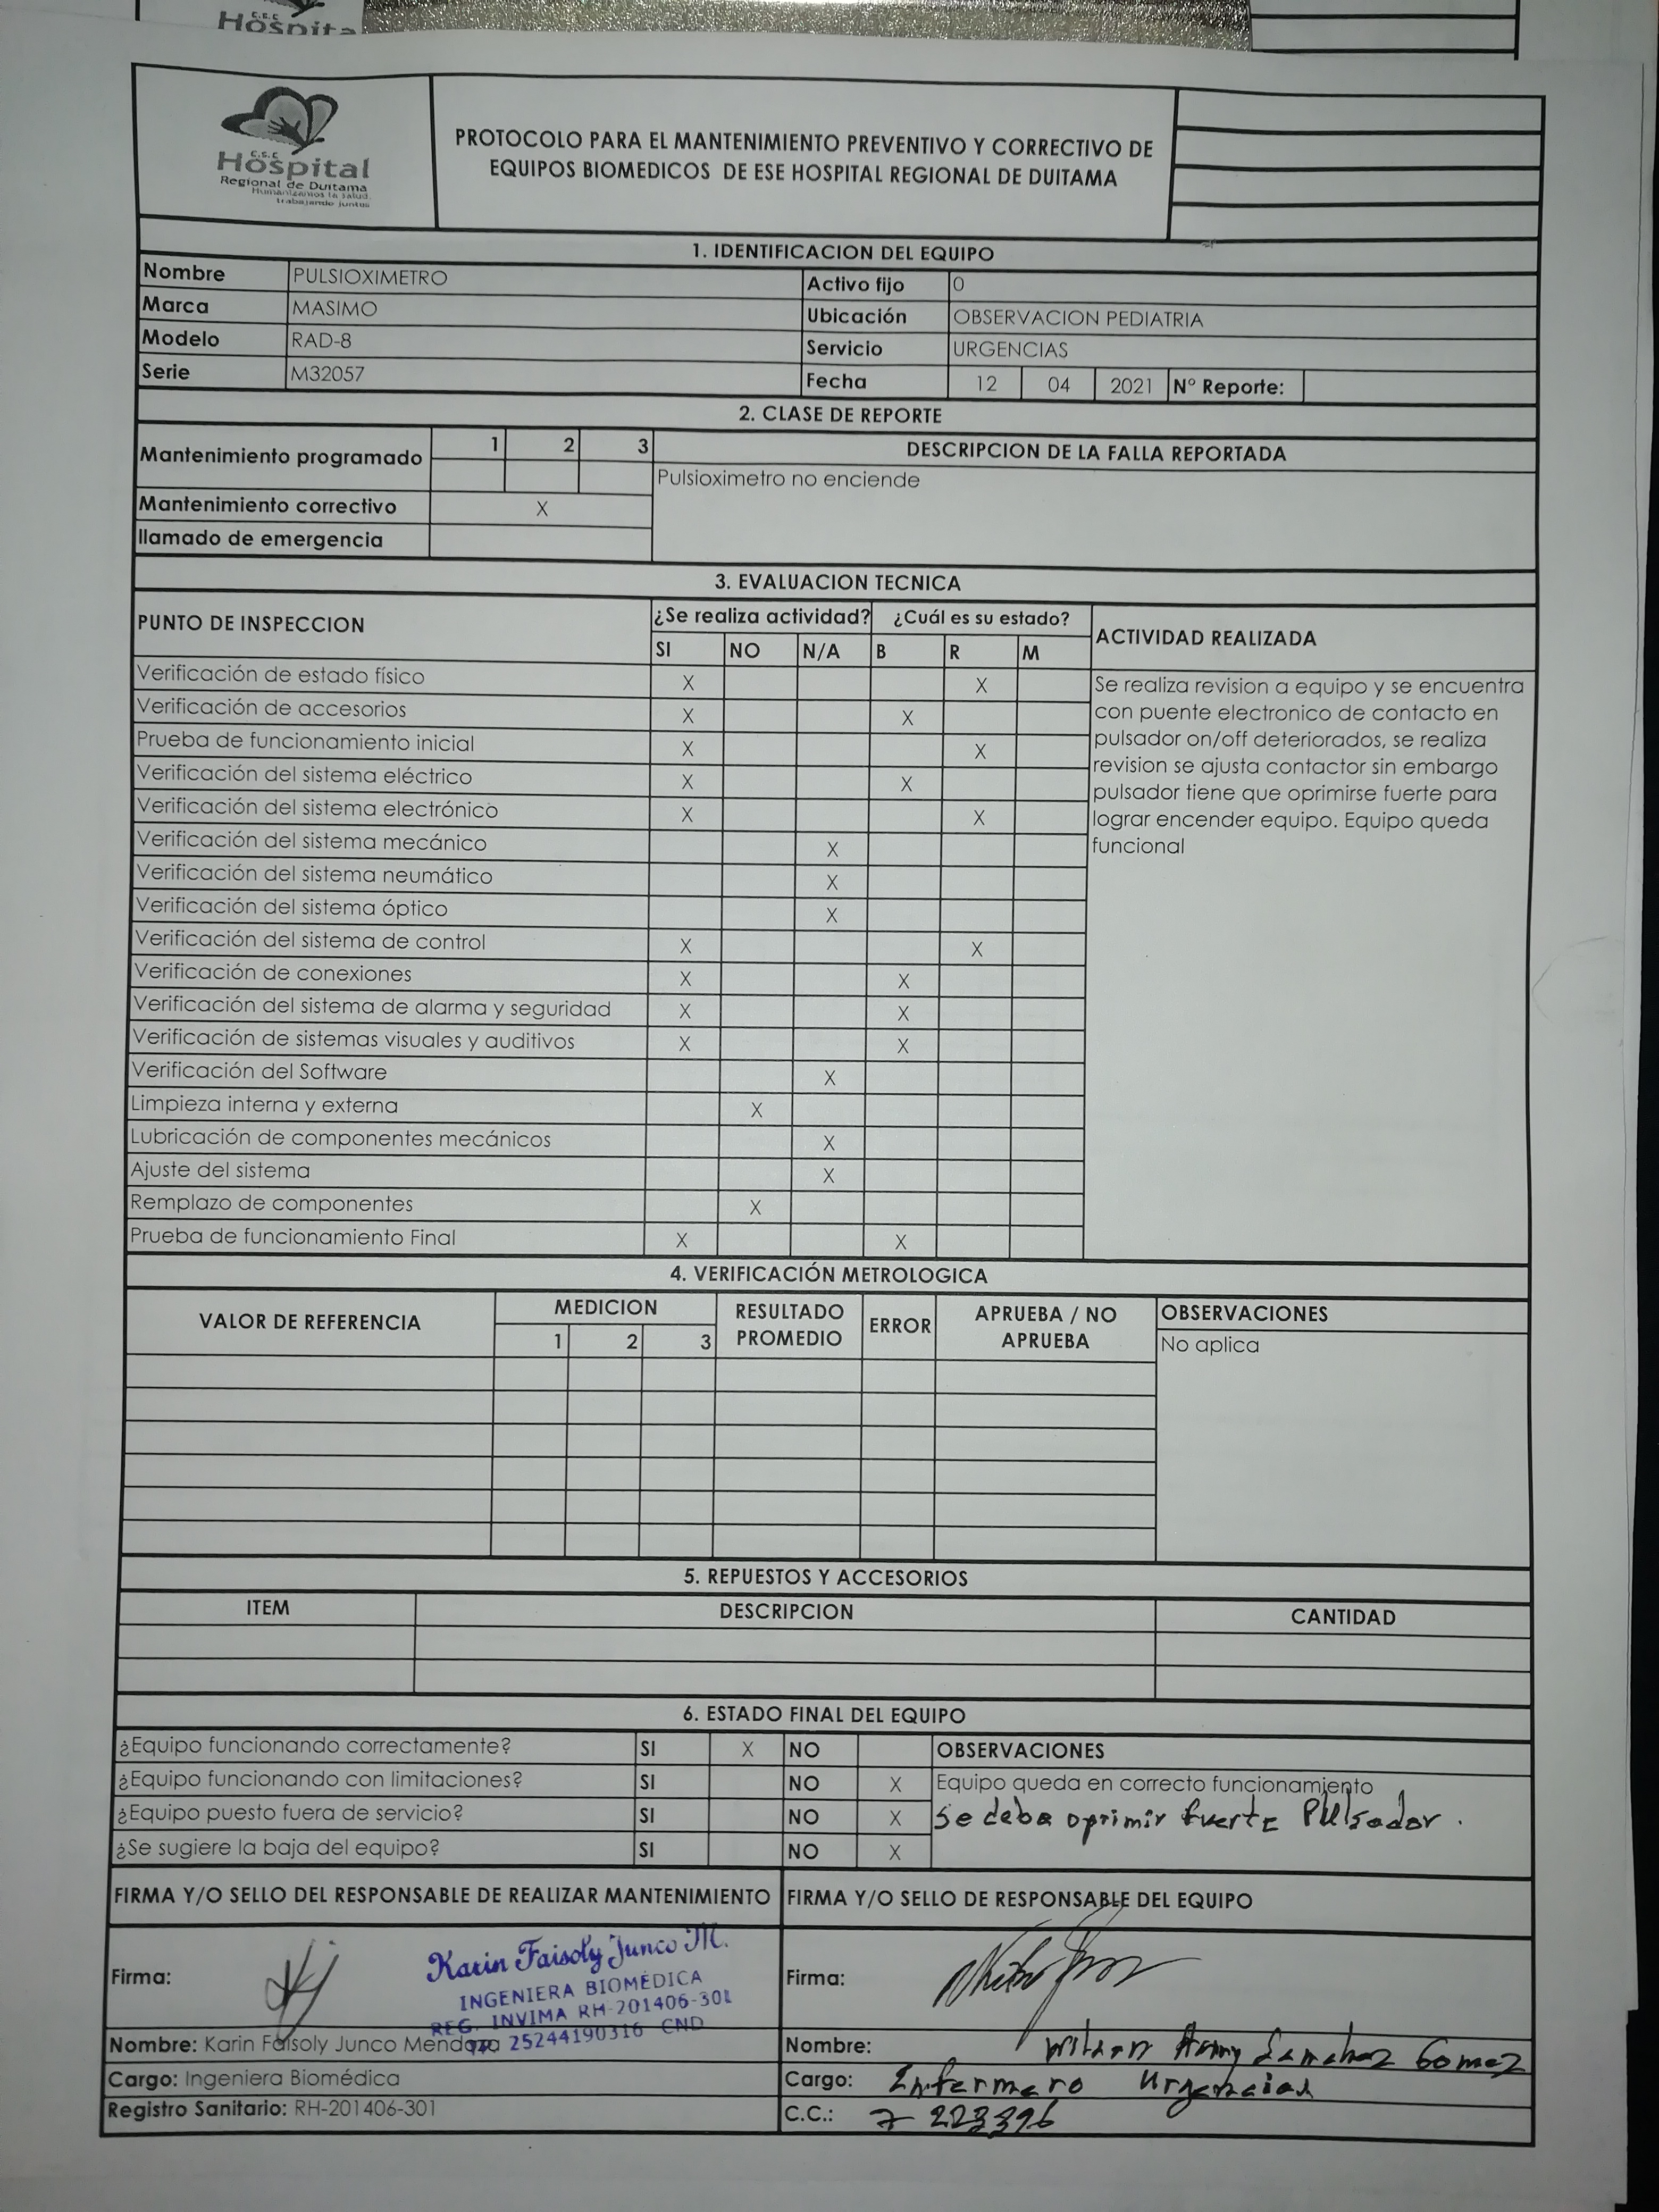 Hospita
E.S.E
Hospital
Regional de Duitama
Humanizamos la salud,
trabajando juntos
PROTOCOLO PARA EL MANTENIMIENTO PREVENTIVO Y CORRECTIVO DE
EQUIPOS BIOMEDICOS DE ESE HOSPITAL REGIONAL DE DUITAMA
1. IDENTIFICACION DEL EQUIPO
Nombre PULSIOXIMETRO Activo fijo 0
Marca MASIMO Ubicación OBSERVACION PEDIATRIA
Modelo RAD-8 Servicio URGENCIAS
Serie M32057 Fecha 12 04 2021 N° Reporte:
2. CLASE DE REPORTE
Mantenimiento programado 1 2 3 DESCRIPCION DE LA FALLA REPORTADA
Pulsioximetro no enciende
Mantenimiento correctivo X
llamado de emergencia
3. EVALUACION TECNICA
PUNTO DE INSPECCION ¿Se realiza actividad? ¿Cuál es su estado? ACTIVIDAD REALIZADA
SI NO N/A B R M
Verificación de estado físico X X Se realiza revision a equipo y se encuentra
Verificación de accesorios X X con puente electronico de contacto en
Prueba de funcionamiento inicial X X pulsador on/off deteriorados, se realiza
Verificación del sistema eléctrico X X revision se ajusta contactor sin embargo
Verificación del sistema electrónico X X pulsador tiene que oprimirse fuerte para
lograr encender equipo. Equipo queda
Verificación del sistema mecánico X funcional
Verificación del sistema neumático X
Verificación del sistema óptico X
Verificación del sistema de control X X
Verificación de conexiones X X
Verificación del sistema de alarma y seguridad X X
Verificación de sistemas visuales y auditivos X X
Verificación del Software X
Limpieza interna y externa X
Lubricación de componentes mecánicos X
Ajuste del sistema X
Remplazo de componentes X
Prueba de funcionamiento Final X X
4. VERIFICACIÓN METROLOGICA
VALOR DE REFERENCIA MEDICION RESULTADO PROMEDIO ERROR APRUEBA / NO APRUEBA OBSERVACIONES
1 2 3 No aplica
5. REPUESTOS Y ACCESORIOS
ITEM DESCRIPCION CANTIDAD
6. ESTADO FINAL DEL EQUIPO
¿Equipo funcionando correctamente? SI X NO OBSERVACIONES
¿Equipo funcionando con limitaciones? SI NO X Equipo queda en correcto funcionamiento
¿Equipo puesto fuera de servicio? SI NO X Se debe oprimir fuerte Pulsador.
¿Se sugiere la baja del equipo? SI NO X
FIRMA Y/O SELLO DEL RESPONSABLE DE REALIZAR MANTENIMIENTO FIRMA Y/O SELLO DE RESPONSABLE DEL EQUIPO
Karin Faisoly Junco M.
INGENIERA BIOMÉDICA
REG. INVIMA RH-201406-301
25244190316 CND
Firma: Firma:
Nombre: Karin Faisoly Junco Mendoza Nombre: Wilson Sanchez Gomez
Cargo: Ingeniera Biomédica Cargo: Enfermero Urgencias
Registro Sanitario: RH-201406-301 C.C.: 7 223396